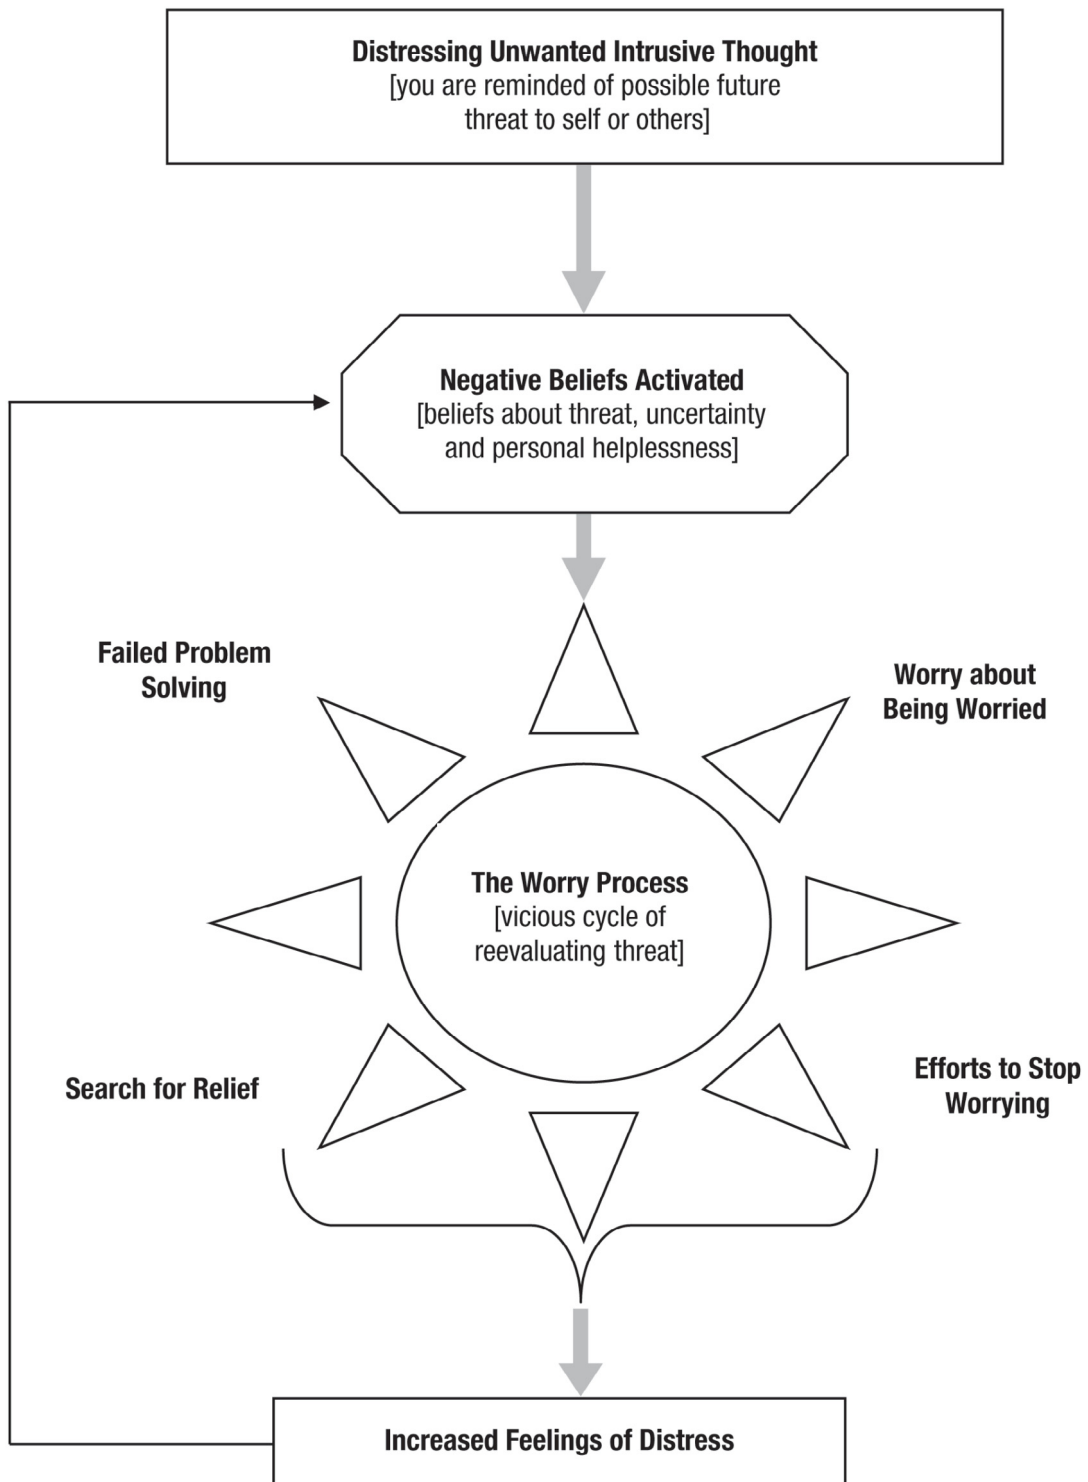 Distressing Unwanted Intrusive Thought
[you are reminded of possible future
threat to self or others]
Negative Beliefs Activated
[beliefs about threat, uncertainty
and personal helplessness]
Failed Problem
Solving
Worry about
Being Worried
The Worry Process
[vicious cycle of
reevaluating threat]
Search for Relief
Efforts to Stop
Worrying
Increased Feelings of Distress